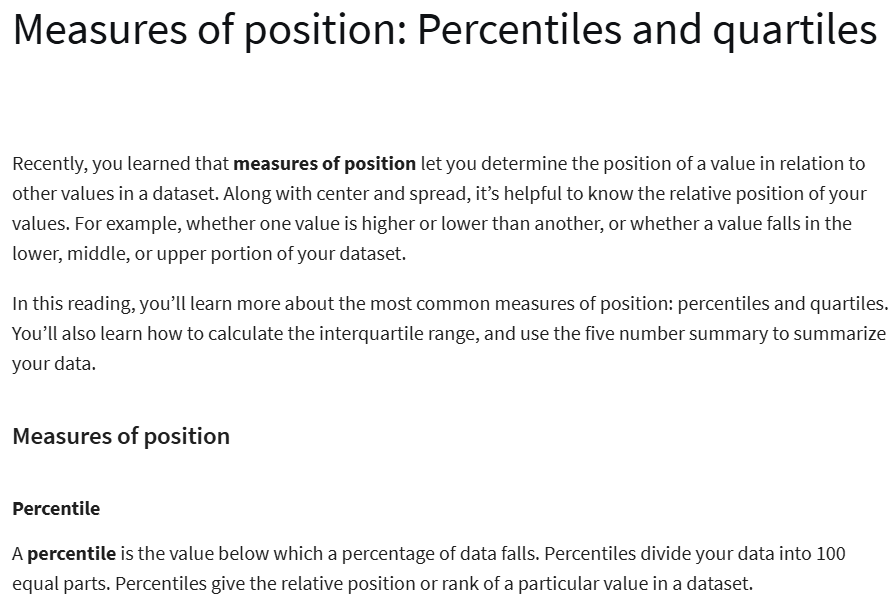 Measures of position: Percentiles and quartiles
Recently, you learned that measures of position let you determine the position of a value in relation to
other values in a dataset. Along with center and spread, it’s helpful to know the relative position of your
values. For example, whether one value is higher or lower than another, or whether a value falls in the
lower, middle, or upper portion of your dataset.
In this reading, you’ll learn more about the most common measures of position: percentiles and quartiles.
You’ll also learn how to calculate the interquartile range, and use the five number summary to summarize
your data.
Measures of position
Percentile
A percentile is the value below which a percentage of data falls. Percentiles divide your data into 100
equal parts. Percentiles give the relative position or rank of a particular value in a dataset.